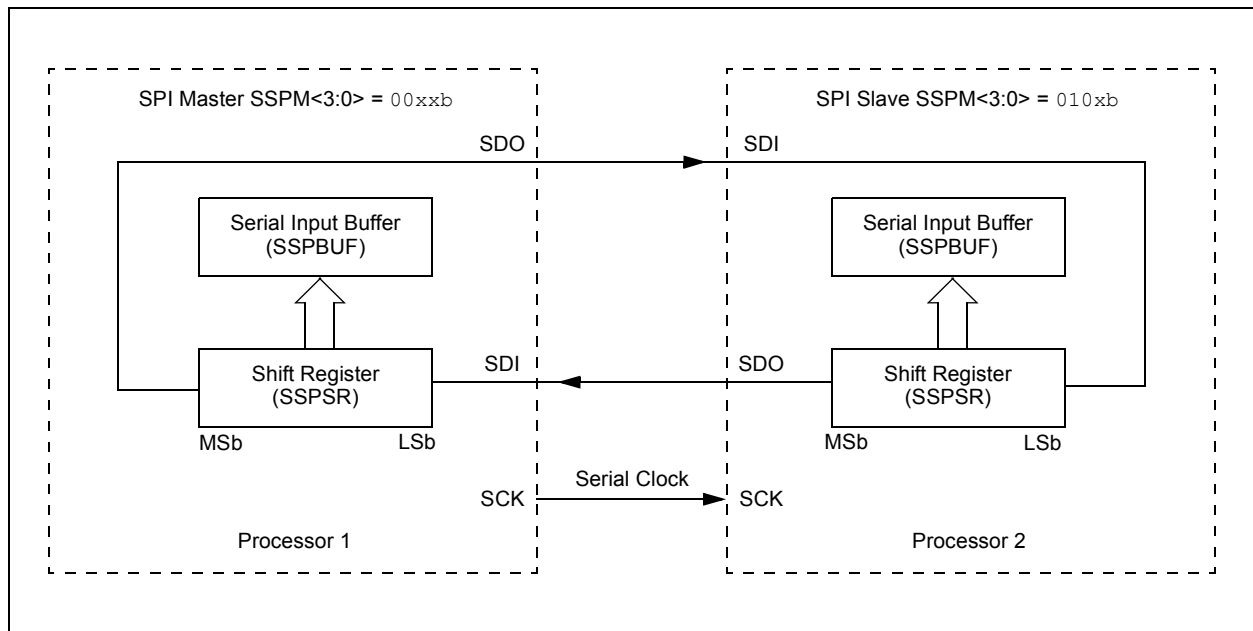 SPI Master SSPM<3:0> = 00xxb
SPI Slave SSPM<3:0> = 010xb
SDO
SDI
Serial Input Buffer
(SSPBUF)
Serial Input Buffer
(SSPBUF)
Shift Register
(SSPSR)
SDI
SDO
Shift Register
(SSPSR)
MSb
LSb
MSb
LSb
Serial Clock
SCK
SCK
Processor 1
Processor 2